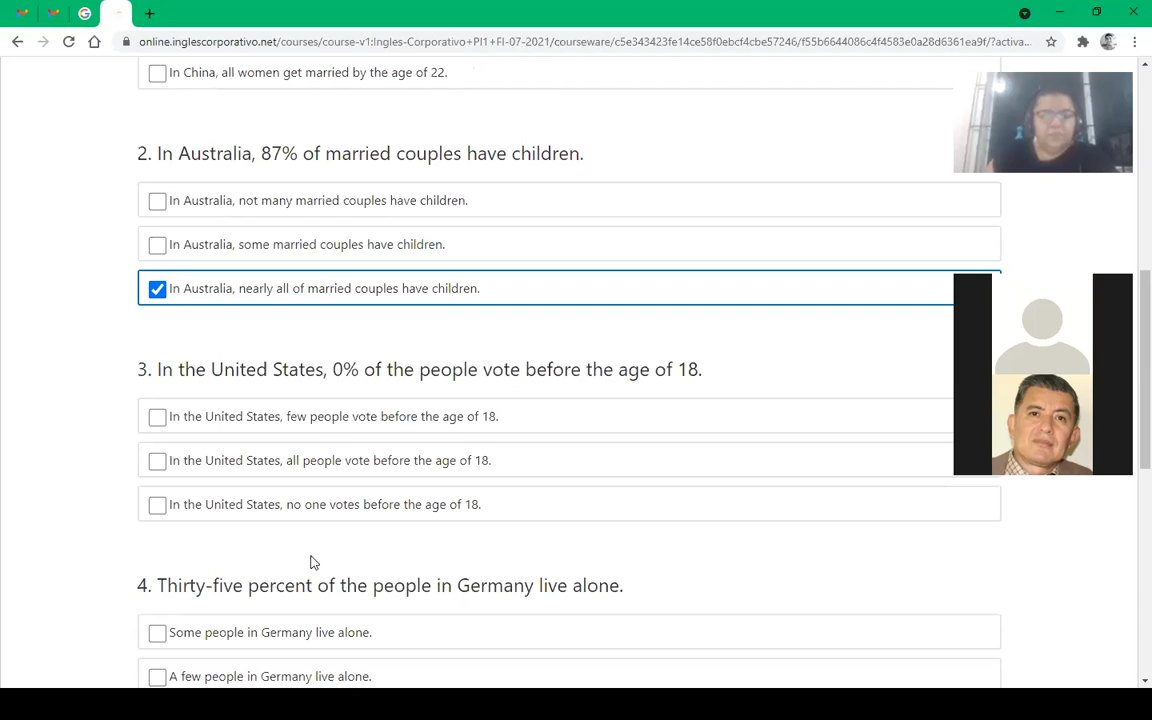 online.inglescorporativo.net/courses/course-v1:Ingles-Corporativo+PI1+FI-07-2021/courseware/c5e343423fe14ce58f0ebcf4cbe57246/f55b6644086c4f4583e0a28d6361ea9f/?activa...
In China, all women get married by the age of 22.
2. In Australia, 87% of married couples have children.
In Australia, not many married couples have children.
In Australia, some married couples have children.
In Australia, nearly all of married couples have children.
3. In the United States, 0% of the people vote before the age of 18.
In the United States, few people vote before the age of 18.
In the United States, all people vote before the age of 18.
In the United States, no one votes before the age of 18.
4. Thirty-five percent of the people in Germany live alone.
Some people in Germany live alone.
A few people in Germany live alone.